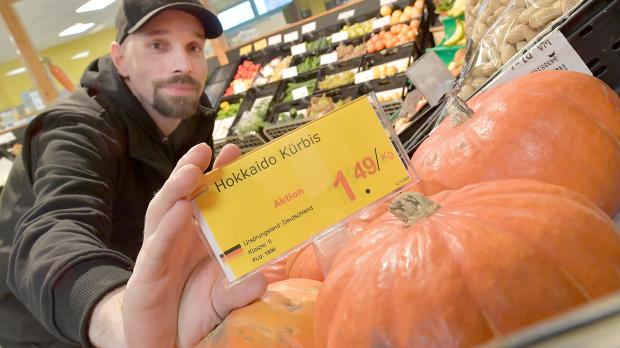 Hokkaido Kürbis
Aktion
1.49/Kg.
Ursprungsland: Deutschland
Klasse: II